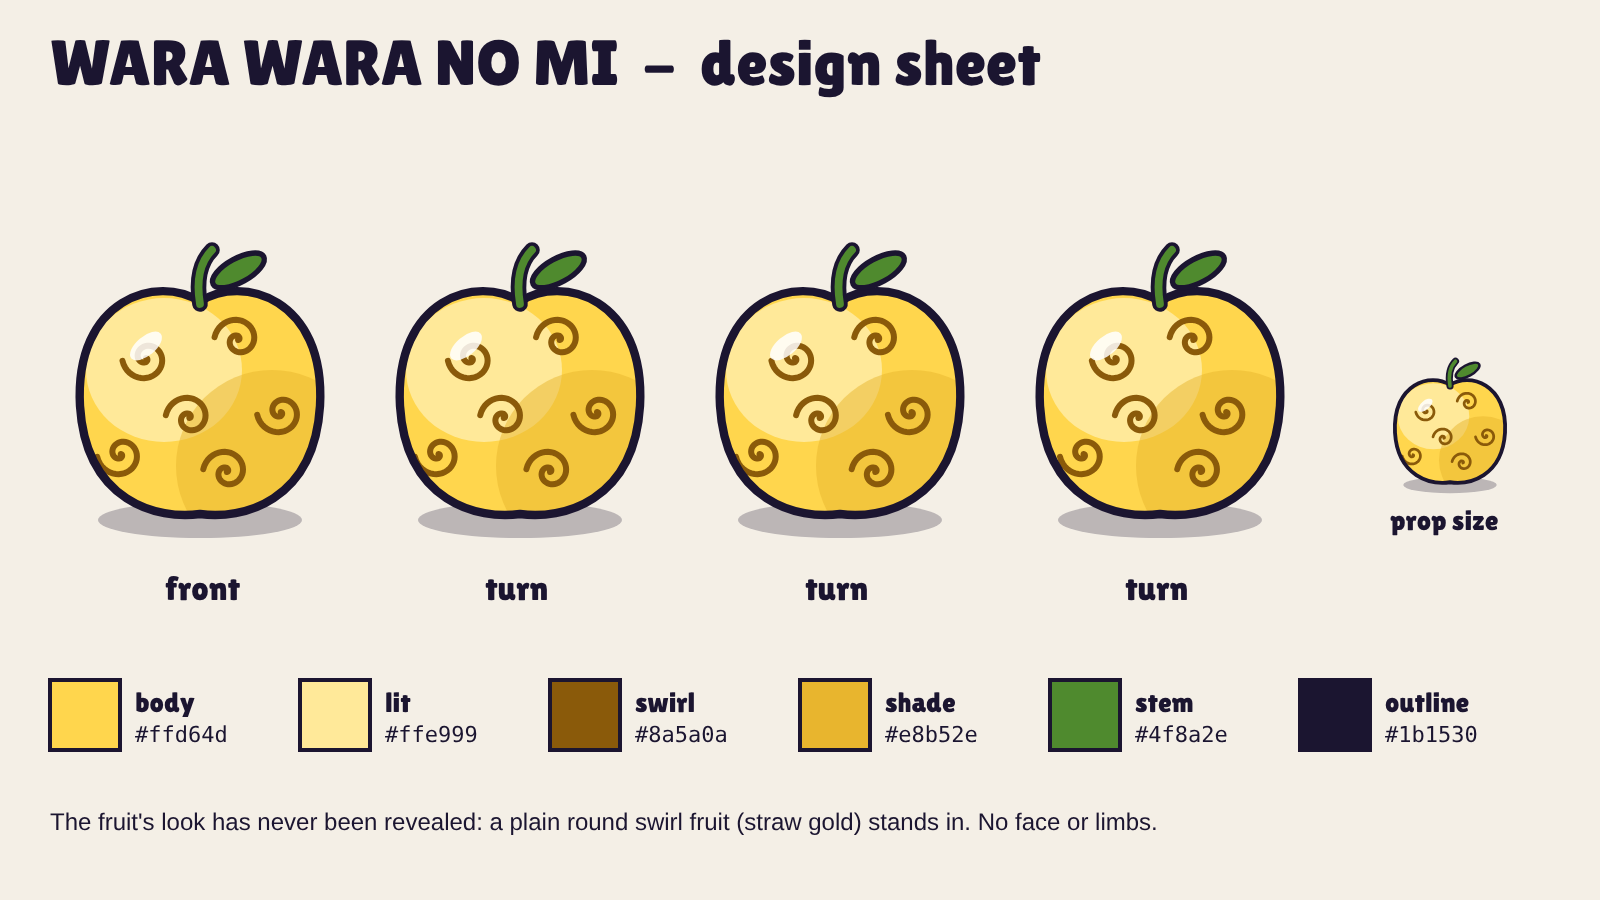 WARA WARA NO MI – design sheet
front
turn
turn
turn
prop size
body
#ffd64d
lit
#ffe999
swirl
#8a5a0a
shade
#e8b52e
stem
#4f8a2e
outline
#1b1530
The fruit's look has never been revealed: a plain round swirl fruit (straw gold) stands in. No face or limbs.